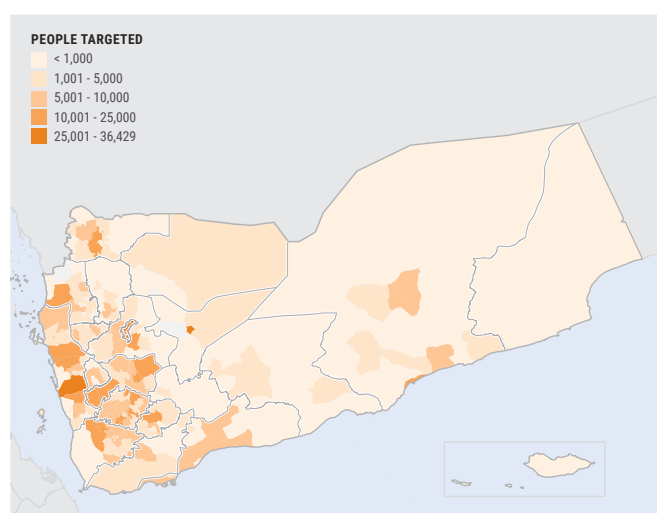 PEOPLE TARGETED
< 1,000
1,001 - 5,000
5,001 - 10,000
10,001 - 25,000
25,001 - 36,429